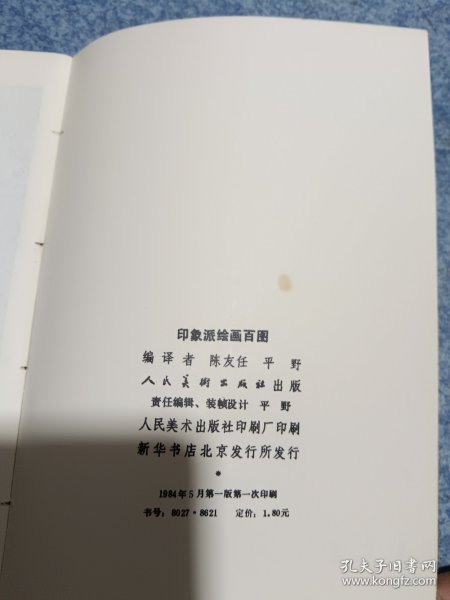 印象派绘画百图
编译者 陈友任 平 野
人民美術出版社出版
责任编辑、装帧设计 平 野
人民美术出版社印刷厂印刷
新华书店北京发行所发行
*
1984年5月第一版第一次印刷
书号：8027·8621 定价：1.80元
孔夫子旧书网
www.kongfz.com